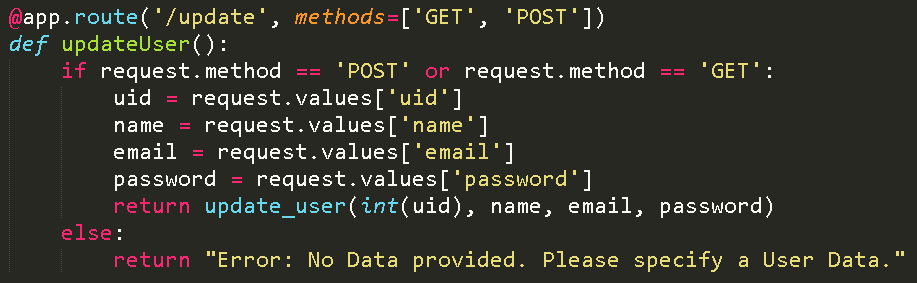 @app.route('/update', methods=['GET', 'POST'])
def updateUser():
    if request.method == 'POST' or request.method == 'GET':
        uid = request.values['uid']
        name = request.values['name']
        email = request.values['email']
        password = request.values['password']
        return update_user(int(uid), name, email, password)
    else:
        return "Error: No Data provided. Please specify a User Data."